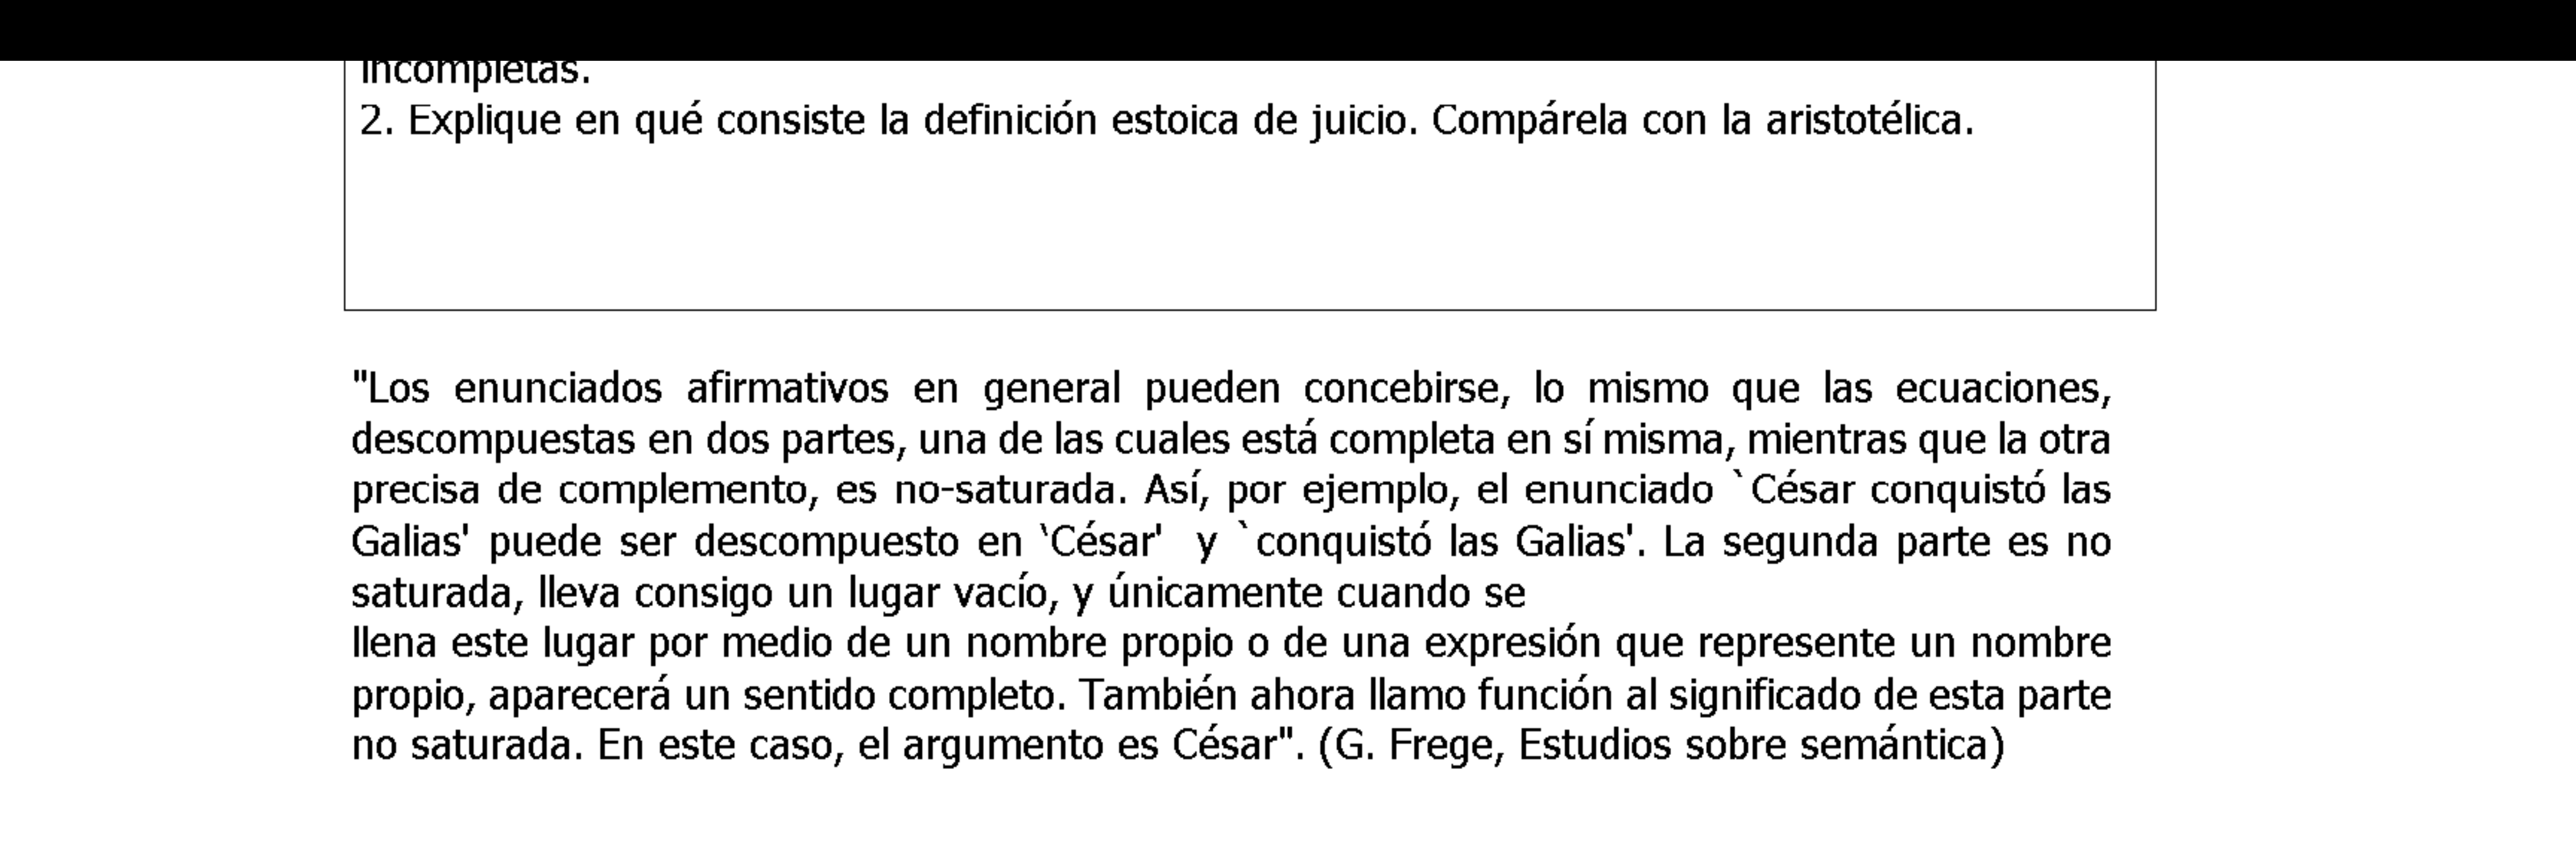 incompletas.
2. Explique en qué consiste la definición estoica de juicio. Compárela con la aristotélica.
"Los enunciados afirmativos en general pueden concebirse, lo mismo que las ecuaciones,
descompuestas en dos partes, una de las cuales está completa en sí misma, mientras que la otra
precisa de complemento, es no-saturada. Así, por ejemplo, el enunciado `César conquistó las
Galias' puede ser descompuesto en ‘César' y `conquistó las Galias'. La segunda parte es no
saturada, lleva consigo un lugar vacío, y únicamente cuando se
llena este lugar por medio de un nombre propio o de una expresión que represente un nombre
propio, aparecerá un sentido completo. También ahora llamo función al significado de esta parte
no saturada. En este caso, el argumento es César". (G. Frege, Estudios sobre semántica)